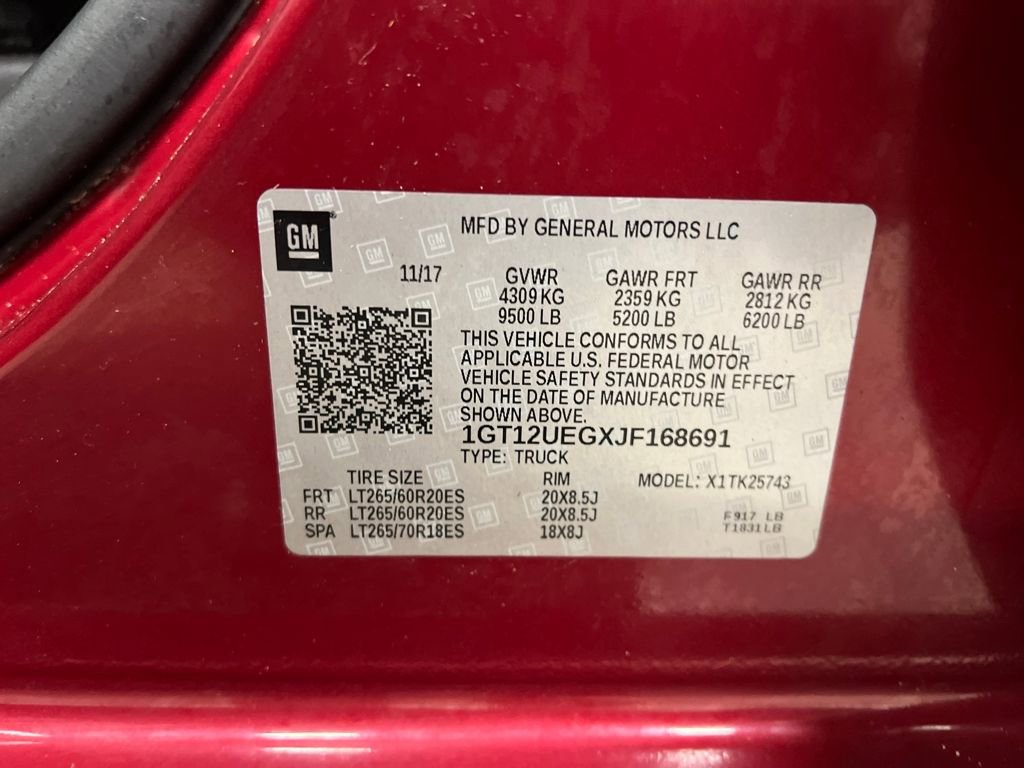 GM
MFD BY GENERAL MOTORS LLC
11/17 GVWR GAWR FRT GAWR RR
4309 KG 2359 KG 2812 KG
9500 LB 5200 LB 6200 LB
THIS VEHICLE CONFORMS TO ALL
APPLICABLE U.S. FEDERAL MOTOR
VEHICLE SAFETY STANDARDS IN EFFECT
ON THE DATE OF MANUFACTURE
SHOWN ABOVE.
1GT12UEGXJF168691
TYPE: TRUCK
TIRE SIZE RIM MODEL: X1TK25743
FRT LT265/60R20ES 20X8.5J
RR LT265/60R20ES 20X8.5J F917 LB
SPA LT265/70R18ES 18X8J T1831LB